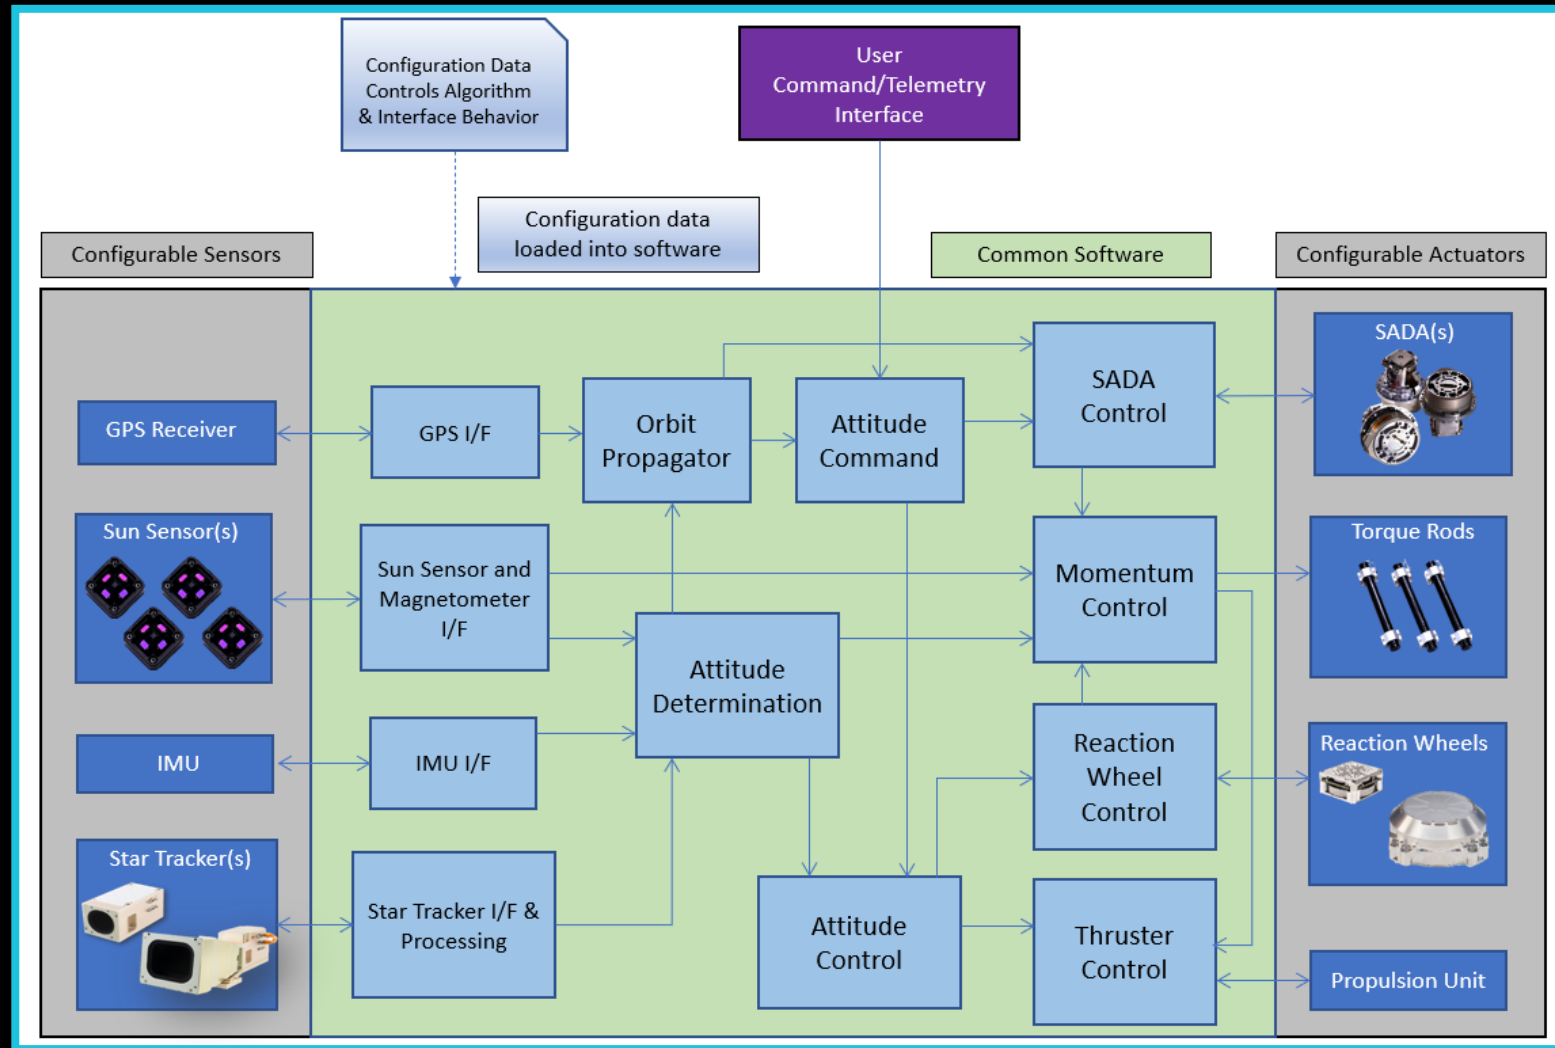 Configuration Data
Controls Algorithm
& Interface Behavior
User
Command/Telemetry
Interface
Configuration data
loaded into software
Configurable Sensors
Common Software
Configurable Actuators
GPS Receiver
GPS I/F
Orbit
Propagator
Attitude
Command
SADA
Control
SADA(s)
Sun Sensor(s)
Sun Sensor and
Magnetometer
I/F
Attitude
Determination
Momentum
Control
Torque Rods
IMU
IMU I/F
Reaction
Wheel
Control
Reaction Wheels
Star Tracker(s)
Star Tracker I/F &
Processing
Attitude
Control
Thruster
Control
Propulsion Unit